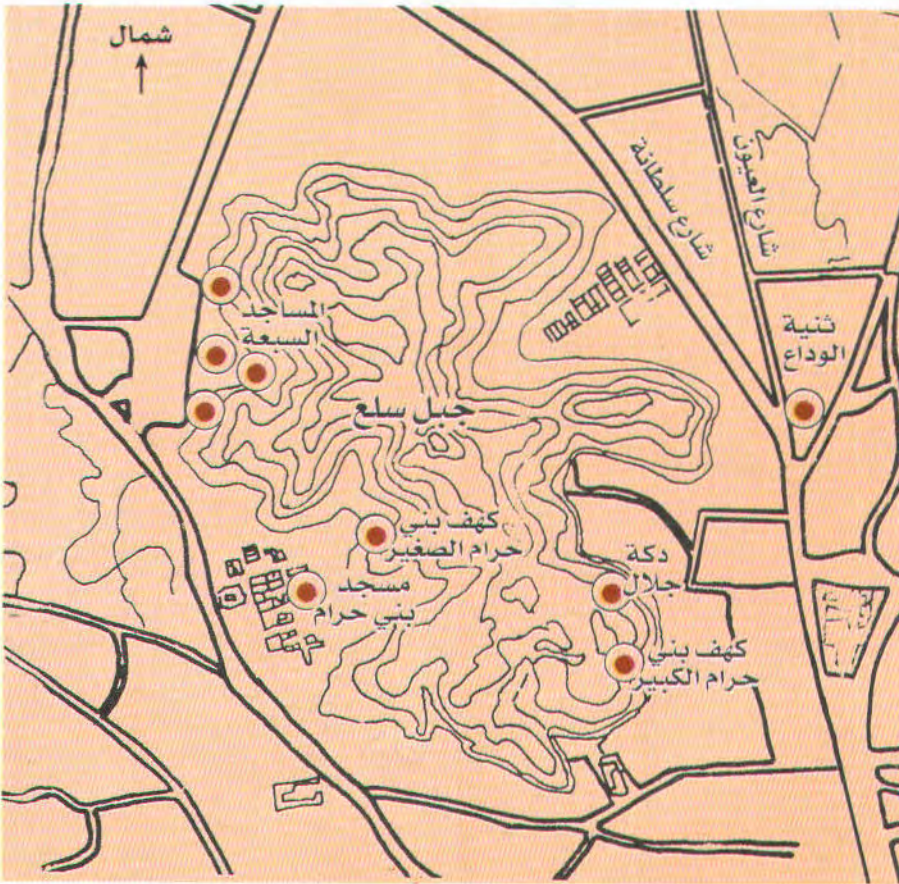 شمال
شارع سلطانة
شارع العيون
المساجد
السبعة
ثنية
الوداع
جبل سلع
كهف بني
حرام الصغير
مسجد
بني حرام
دكة
جلال
كهف بني
حرام الكبير